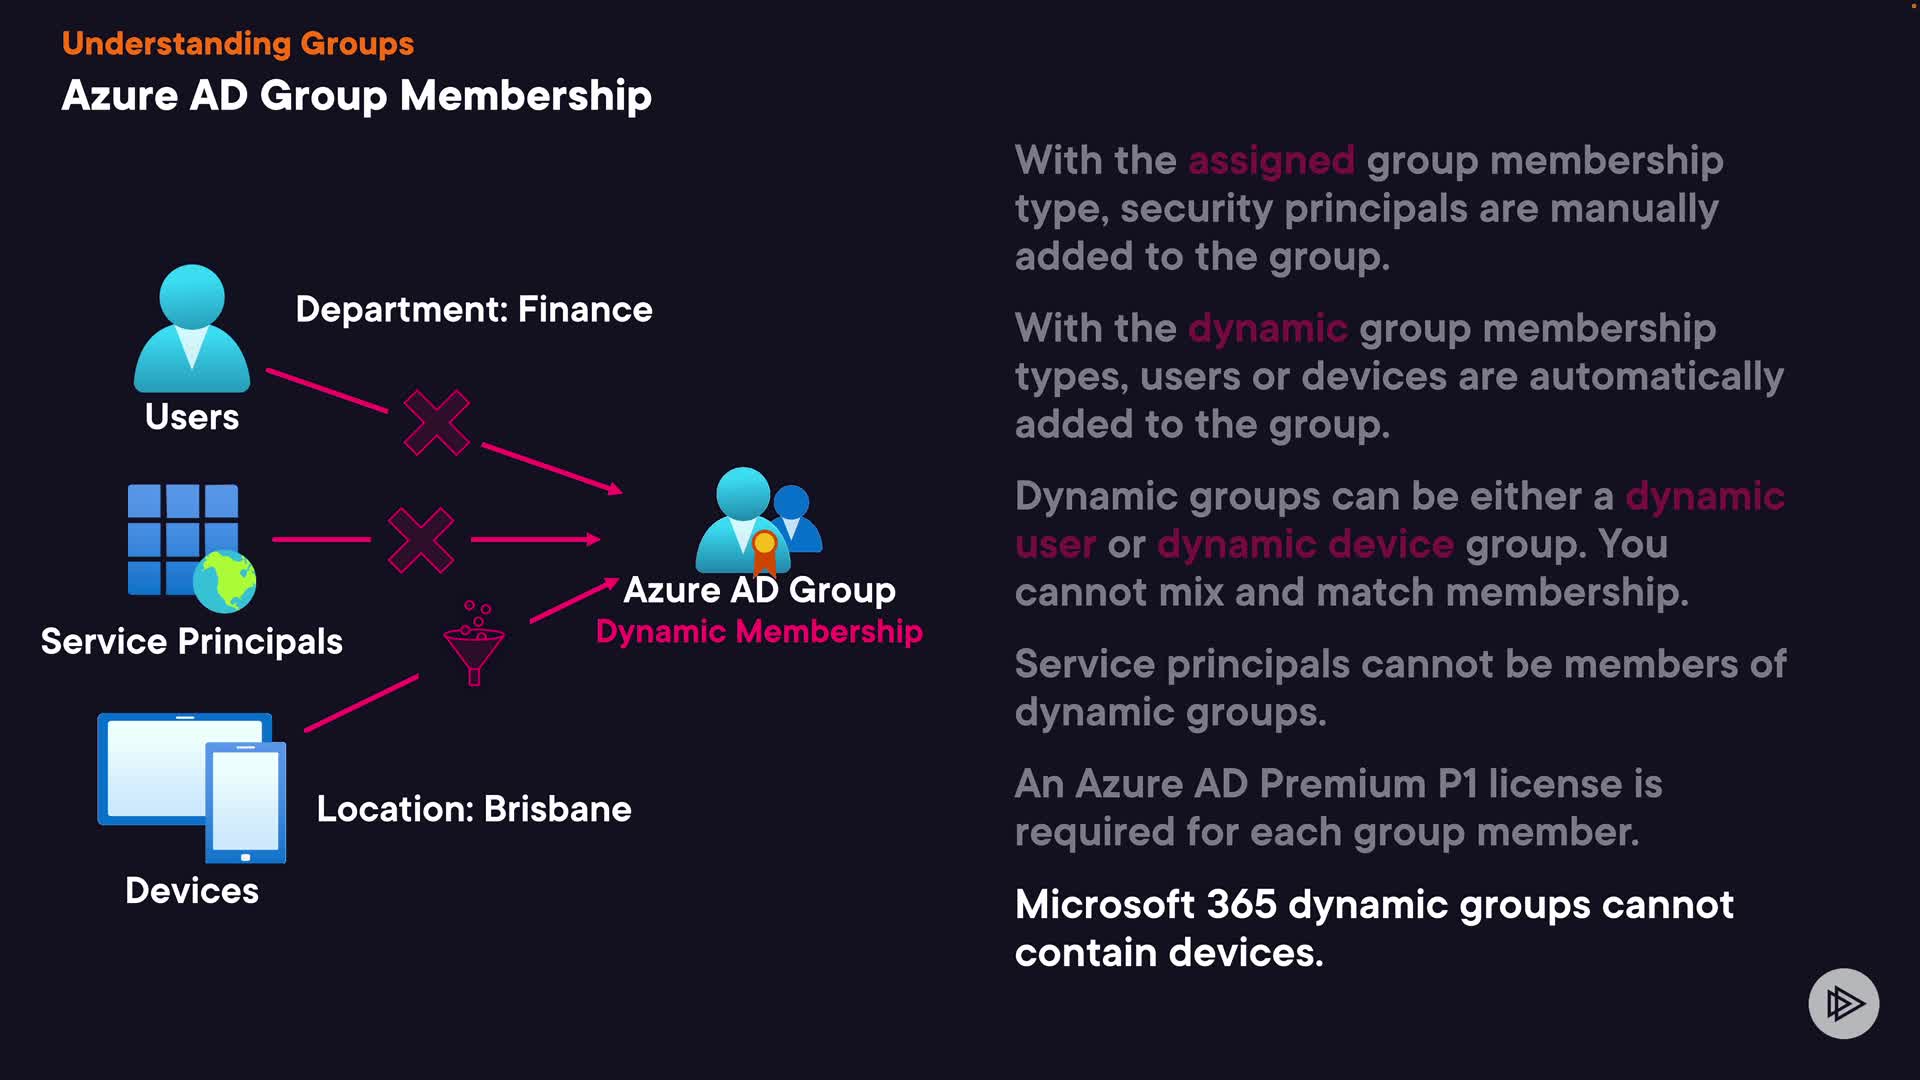 Understanding Groups
Azure AD Group Membership
Department: Finance
Users
Service Principals
Azure AD Group
Dynamic Membership
Location: Brisbane
Devices
With the assigned group membership
type, security principals are manually
added to the group.
With the dynamic group membership
types, users or devices are automatically
added to the group.
Dynamic groups can be either a dynamic
user or dynamic device group. You
cannot mix and match membership.
Service principals cannot be members of
dynamic groups.
An Azure AD Premium P1 license is
required for each group member.
Microsoft 365 dynamic groups cannot
contain devices.